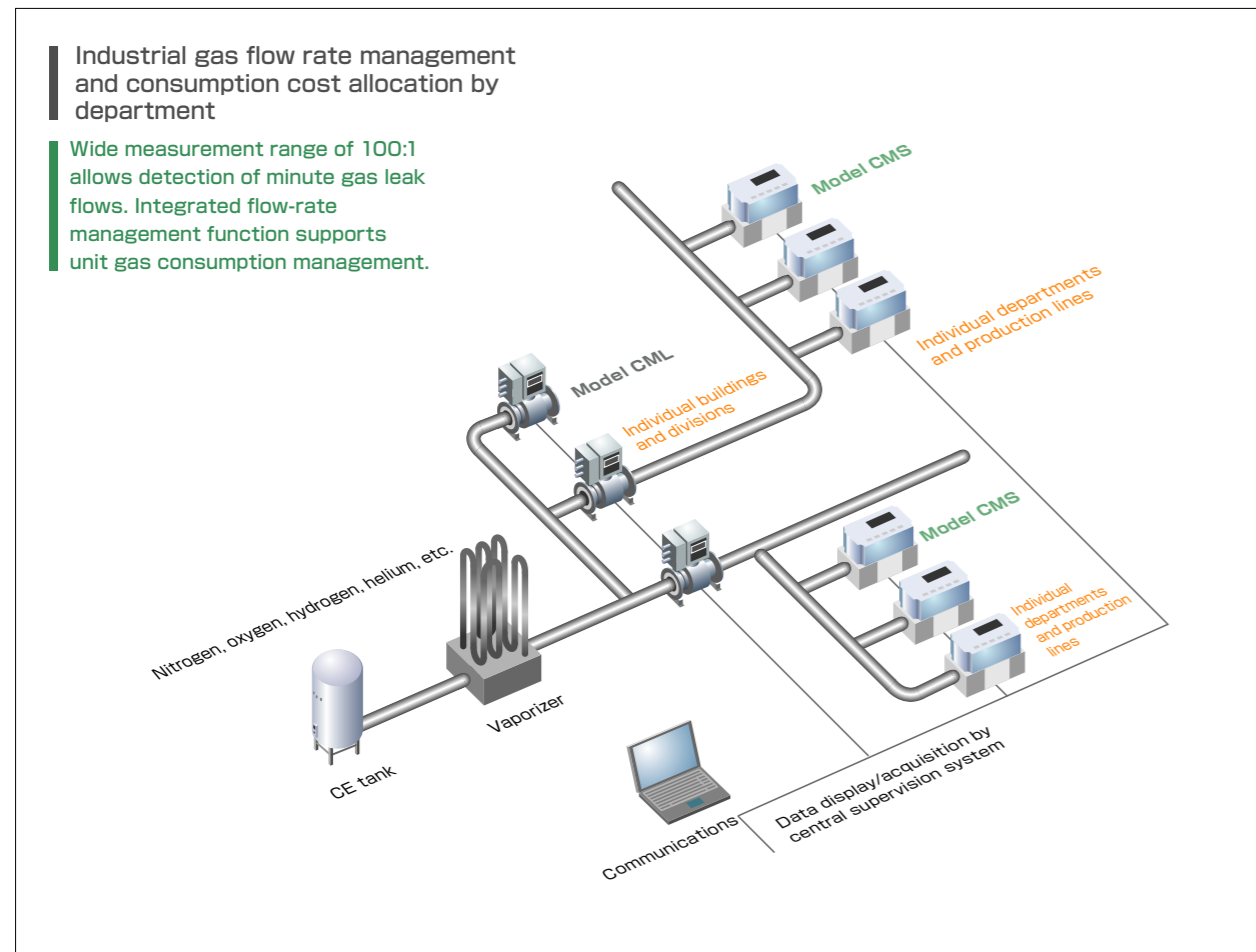 Industrial gas flow rate management
and consumption cost allocation by
department
Wide measurement range of 100:1
allows detection of minute gas leak
flows. Integrated flow-rate
management function supports
unit gas consumption management.
Model CMS
Individual departments
and production lines
Model CML
Individual buildings
and divisions
Model CMS
Individual
departments
and production
lines
Nitrogen, oxygen, hydrogen, helium, etc.
Vaporizer
CE tank
Communications
Data display/acquisition by
central supervision system